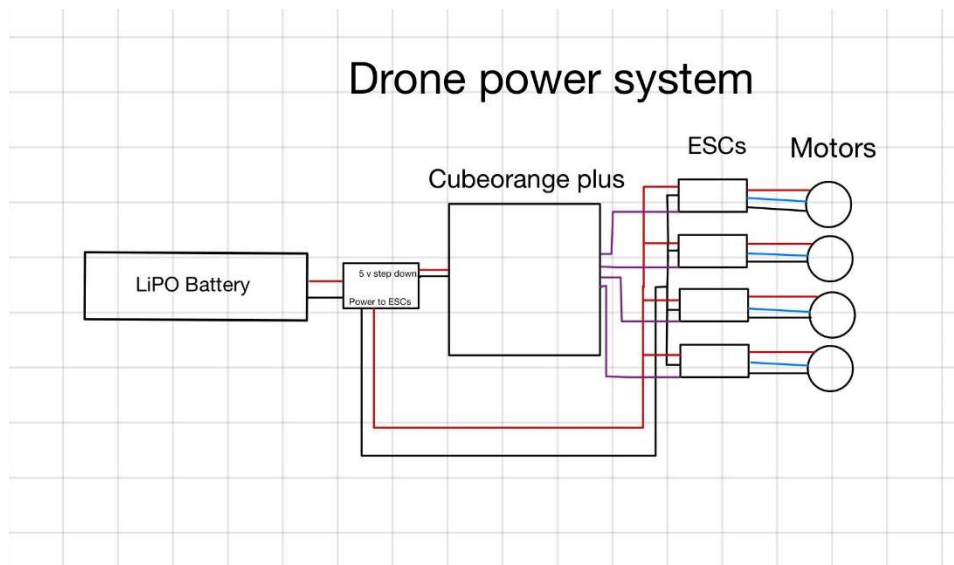 Drone power system
ESCs
Motors
Cubeorange plus
LiPO Battery
5 v step down
Power to ESCs